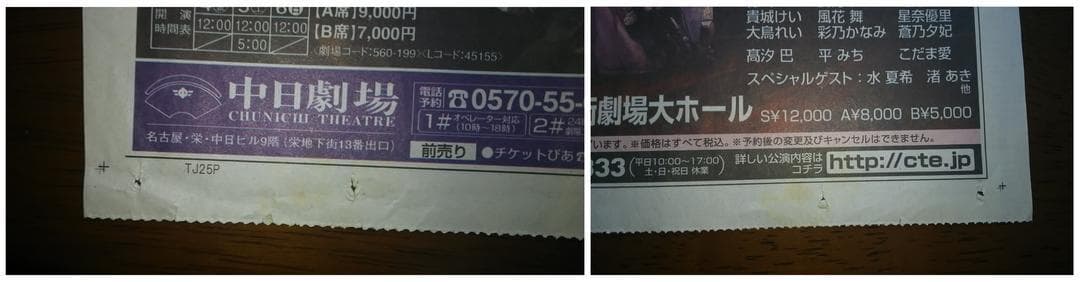 開演
時間表
12:00 12:00 12:00
5:00
[A席] 9,000円
[B席] 7,000円
〈劇場コード:560-199〉〈Lコード:45155〉
中日劇場
CHUNICHI THEATRE
名古屋・栄・中日ビル9階(栄地下街13番出口)
電話予約 ☎0570-55-
1# オペレーター対応(10時~18時) 2#
前売り ●チケットぴあ
TJ25P
貴城けい 風花 舞 星奈優里
大鳥れい 彩乃かなみ 蒼乃夕妃
高汐 巴 平 みち こだま愛
スペシャルゲスト:水 夏希 渚 あき 他
劇場大ホール S¥12,000 A¥8,000 B¥5,000
います。※価格はすべて税込。※予約後の変更及びキャンセルはできません。
333 (平日10:00~17:00) 土・日・祝日 休業 詳しい公演内容はコチラ http://cte.jp